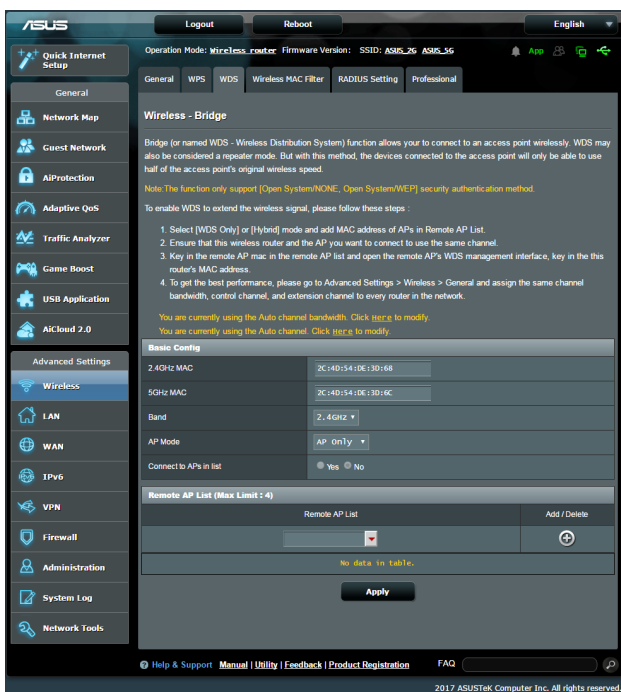 ASUS
Logout
Reboot
English
Quick Internet Setup
Operation Mode: Wireless router Firmware Version: SSID: ASUS_2G ASUS_5G
App
General
WPS
WDS
Wireless MAC Filter
RADIUS Setting
Professional
General
Network Map
Guest Network
AiProtection
Adaptive QoS
Traffic Analyzer
Game Boost
USB Application
AiCloud 2.0
Advanced Settings
Wireless
LAN
WAN
IPv6
VPN
Firewall
Administration
System Log
Network Tools
Wireless - Bridge
Bridge (or named WDS - Wireless Distribution System) function allows your to connect to an access point wirelessly. WDS may
also be considered a repeater mode. But with this method, the devices connected to the access point will only be able to use
half of the access point's original wireless speed.
Note:The function only support [Open System/NONE, Open System/WEP] security authentication method.
To enable WDS to extend the wireless signal, please follow these steps :
1. Select [WDS Only] or [Hybrid] mode and add MAC address of APs in Remote AP List.
2. Ensure that this wireless router and the AP you want to connect to use the same channel.
3. Key in the remote AP mac in the remote AP list and open the remote AP's WDS management interface, key in the this
router's MAC address.
4. To get the best performance, please go to Advanced Settings > Wireless > General and assign the same channel
bandwidth, control channel, and extension channel to every router in the network.
You are currently using the Auto channel bandwidth. Click Here to modify.
You are currently using the Auto channel. Click Here to modify.
Basic Config
2.4GHz MAC 2C:4D:54:DE:3D:68
5GHz MAC 2C:4D:54:DE:3D:6C
Band 2.4GHz
AP Mode AP Only
Connect to APs in list Yes No
Remote AP List (Max Limit : 4)
Remote AP List Add / Delete
No data in table.
Apply
Help & Support Manual | Utility | Feedback | Product Registration FAQ
2017 ASUSTeK Computer Inc. All rights reserved.